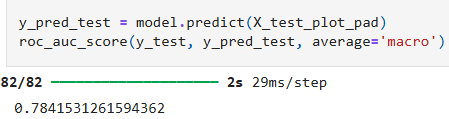 y_pred_test = model.predict(X_test_plot_pad)
roc_auc_score(y_test, y_pred_test, average='macro')
82/82 ━━━━━━━━━━━━━━━━━━━━ 2s 29ms/step
0.7841531261594362